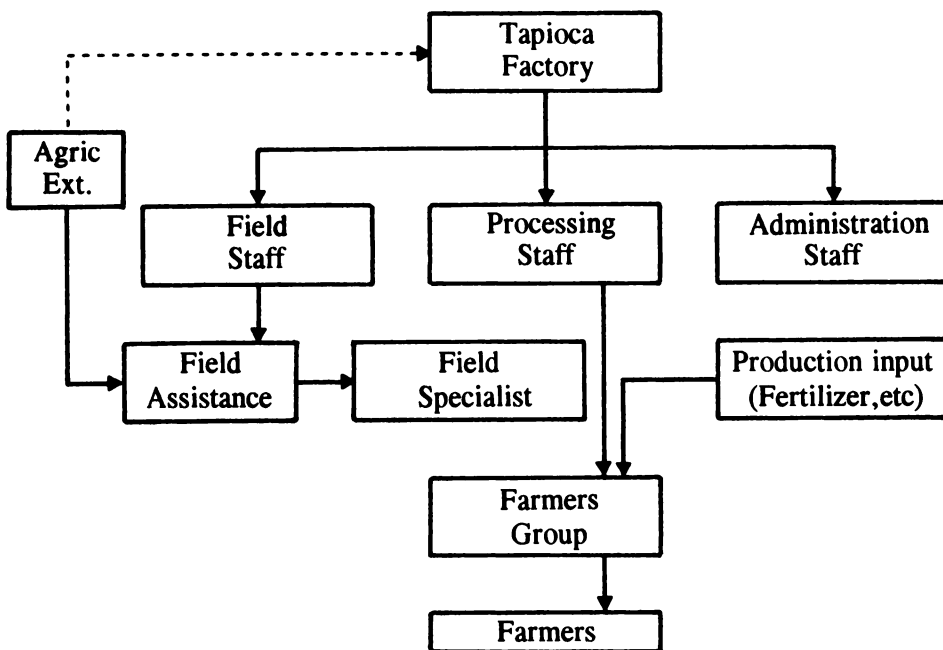 Tapioca
Factory
Agric
Ext.
Field
Staff
Processing
Staff
Administration
Staff
Field
Assistance
Field
Specialist
Production input
(Fertilizer,etc)
Farmers
Group
Farmers